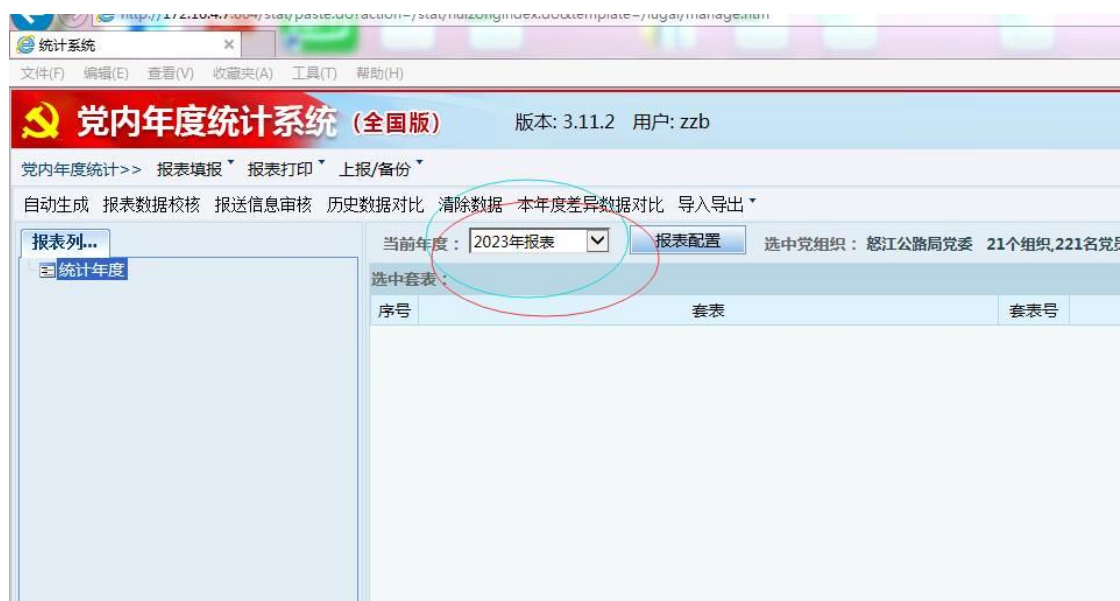 统计系统
文件(F) 编辑(E) 查看(V) 收藏夹(A) 工具(T) 帮助(H)
党内年度统计系统 (全国版) 版本: 3.11.2 用户: zzb
党内年度统计>> 报表填报 报表打印 上报/备份
自动生成 报表数据校核 报送信息审核 历史数据对比 清除数据 本年度差异数据对比 导入导出
报表列... 当前年度: 2023年报表 报表配置 选中党组织: 怒江公路局党委 21个组织,221名党员
统计年度
选中套表:
序号 套表 套表号